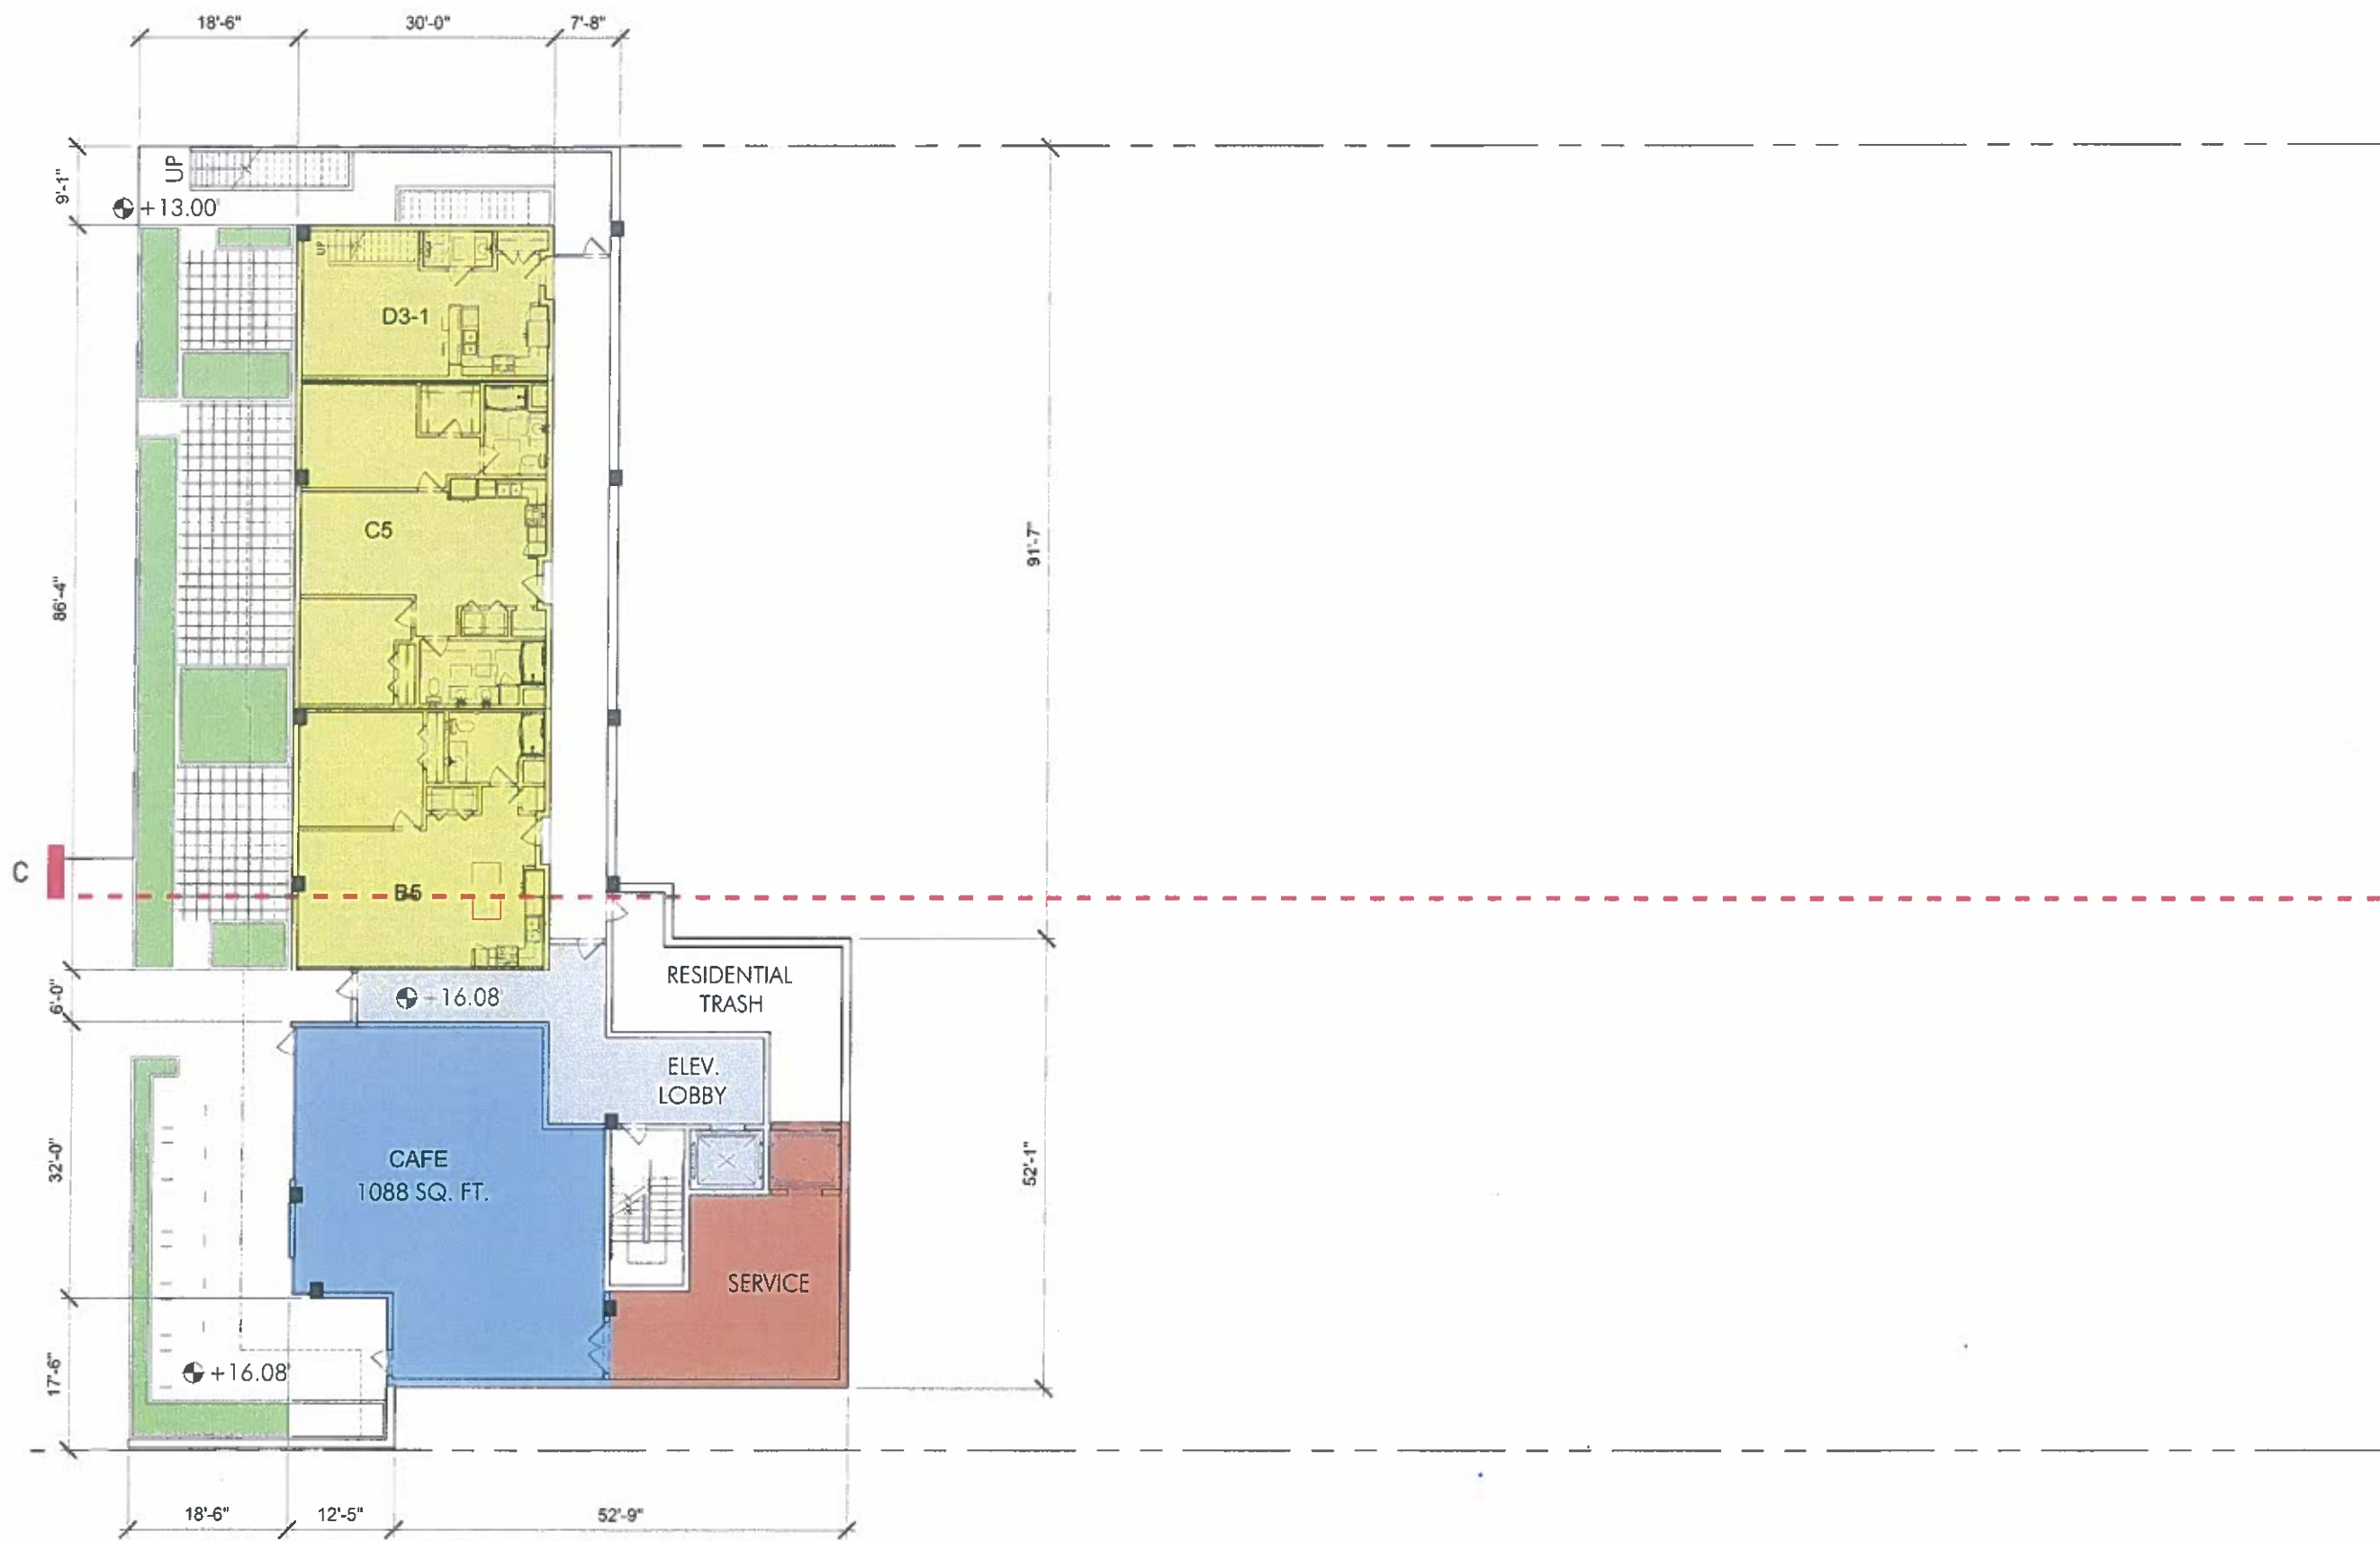 18'-6" 30'-0" 7'-8"
UP
9'-1"
+13.00'
UP
D3-1
C5
91'-7"
86'-4"
C
B5
RESIDENTIAL
TRASH
6'-0"
+16.08'
ELEV.
LOBBY
CAFE
1088 SQ. FT.
32'-0"
52'-1"
SERVICE
17'-6"
+16.08'
18'-6" 12'-5" 52'-9"